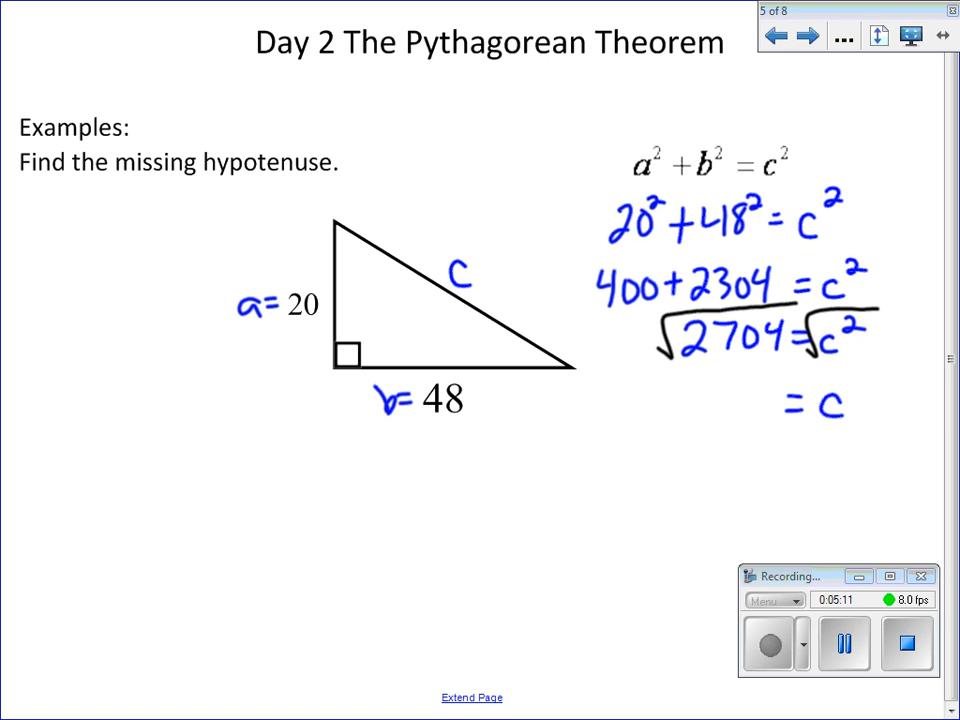 5 of 8
Day 2 The Pythagorean Theorem
...
Examples:
Find the missing hypotenuse.
a² + b² = c²
20² + 48² = c²
400 + 2304 = c²
√2704 = √c²
= c
c
a = 20
b = 48
Recording...
Menu
0:05:11
8.0 fps
Extend Page